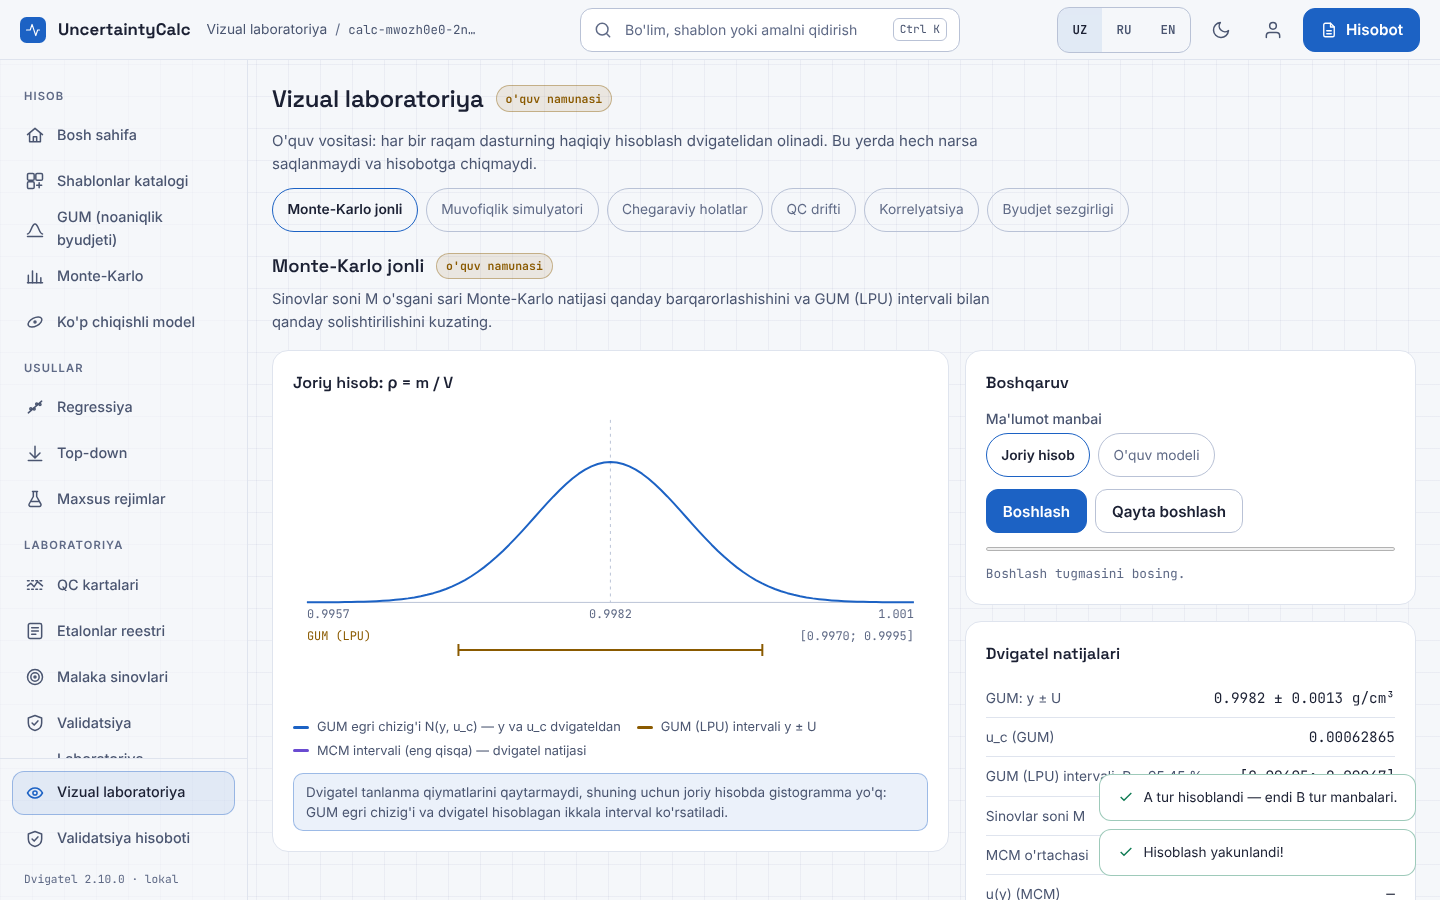 UncertaintyCalc
Vizual laboratoriya / calc-mwozh0e0-2n…
Bo'lim, shablon yoki amalni qidirish
Ctrl K
UZ
RU
EN
Hisobot
HISOB
Bosh sahifa
Shablonlar katalogi
GUM (noaniqlik
byudjeti)
Monte-Karlo
Ko'p chiqishli model
USULLAR
Regressiya
Top-down
Maxsus rejimlar
LABORATORIYA
QC kartalari
Etalonlar reestri
Malaka sinovlari
Validatsiya
Vizual laboratoriya
Validatsiya hisoboti
Dvigatel 2.10.0 · lokal
Vizual laboratoriya
o'quv namunasi
O'quv vositasi: har bir raqam dasturning haqiqiy hisoblash dvigatelidan olinadi. Bu yerda hech narsa
saqlanmaydi va hisobotga chiqmaydi.
Monte-Karlo jonli
Muvofiqlik simulyatori
Chegaraviy holatlar
QC drifti
Korrelyatsiya
Byudjet sezgirligi
Monte-Karlo jonli
o'quv namunasi
Sinovlar soni M o'sgani sari Monte-Karlo natijasi qanday barqarorlashishini va GUM (LPU) intervali bilan
qanday solishtirilishini kuzating.
Joriy hisob: ρ = m / V
0.9957
0.9982
1.001
GUM (LPU)
[0.9970; 0.9995]
GUM egri chizig'i N(y, u_c) — y va u_c dvigateldan
GUM (LPU) intervali y ± U
MCM intervali (eng qisqa) — dvigatel natijasi
Dvigatel tanlanma qiymatlarini qaytarmaydi, shuning uchun joriy hisobda gistogramma yo'q:
GUM egri chizig'i va dvigatel hisoblagan ikkala interval ko'rsatiladi.
Boshqaruv
Ma'lumot manbai
Joriy hisob
O'quv modeli
Boshlash
Qayta boshlash
Boshlash tugmasini bosing.
Dvigatel natijalari
GUM: y ± U
0.9982 ± 0.0013 g/cm³
u_c (GUM)
0.00062865
GUM (LPU)
A tur hisoblandi — endi B tur manbalari.
Sinovlar soni M
Hisoblash yakunlandi!
MCM o'rtachasi
u(y) (MCM)
—